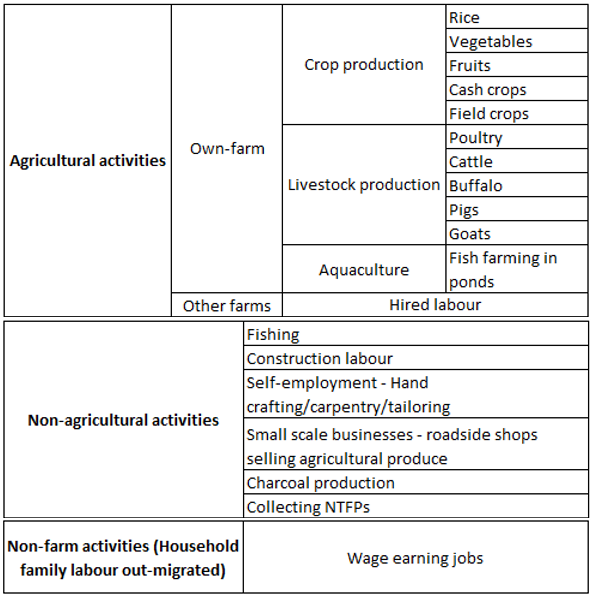 Agricultural activities
Own-farm
Crop production
Rice
Vegetables
Fruits
Cash crops
Field crops
Livestock production
Poultry
Cattle
Buffalo
Pigs
Goats
Aquaculture
Fish farming in
ponds
Other farms
Hired labour
Non-agricultural activities
Fishing
Construction labour
Self-employment - Hand
crafting/carpentry/tailoring
Small scale businesses - roadside shops
selling agricultural produce
Charcoal production
Collecting NTFPs
Non-farm activities (Household
family labour out-migrated)
Wage earning jobs